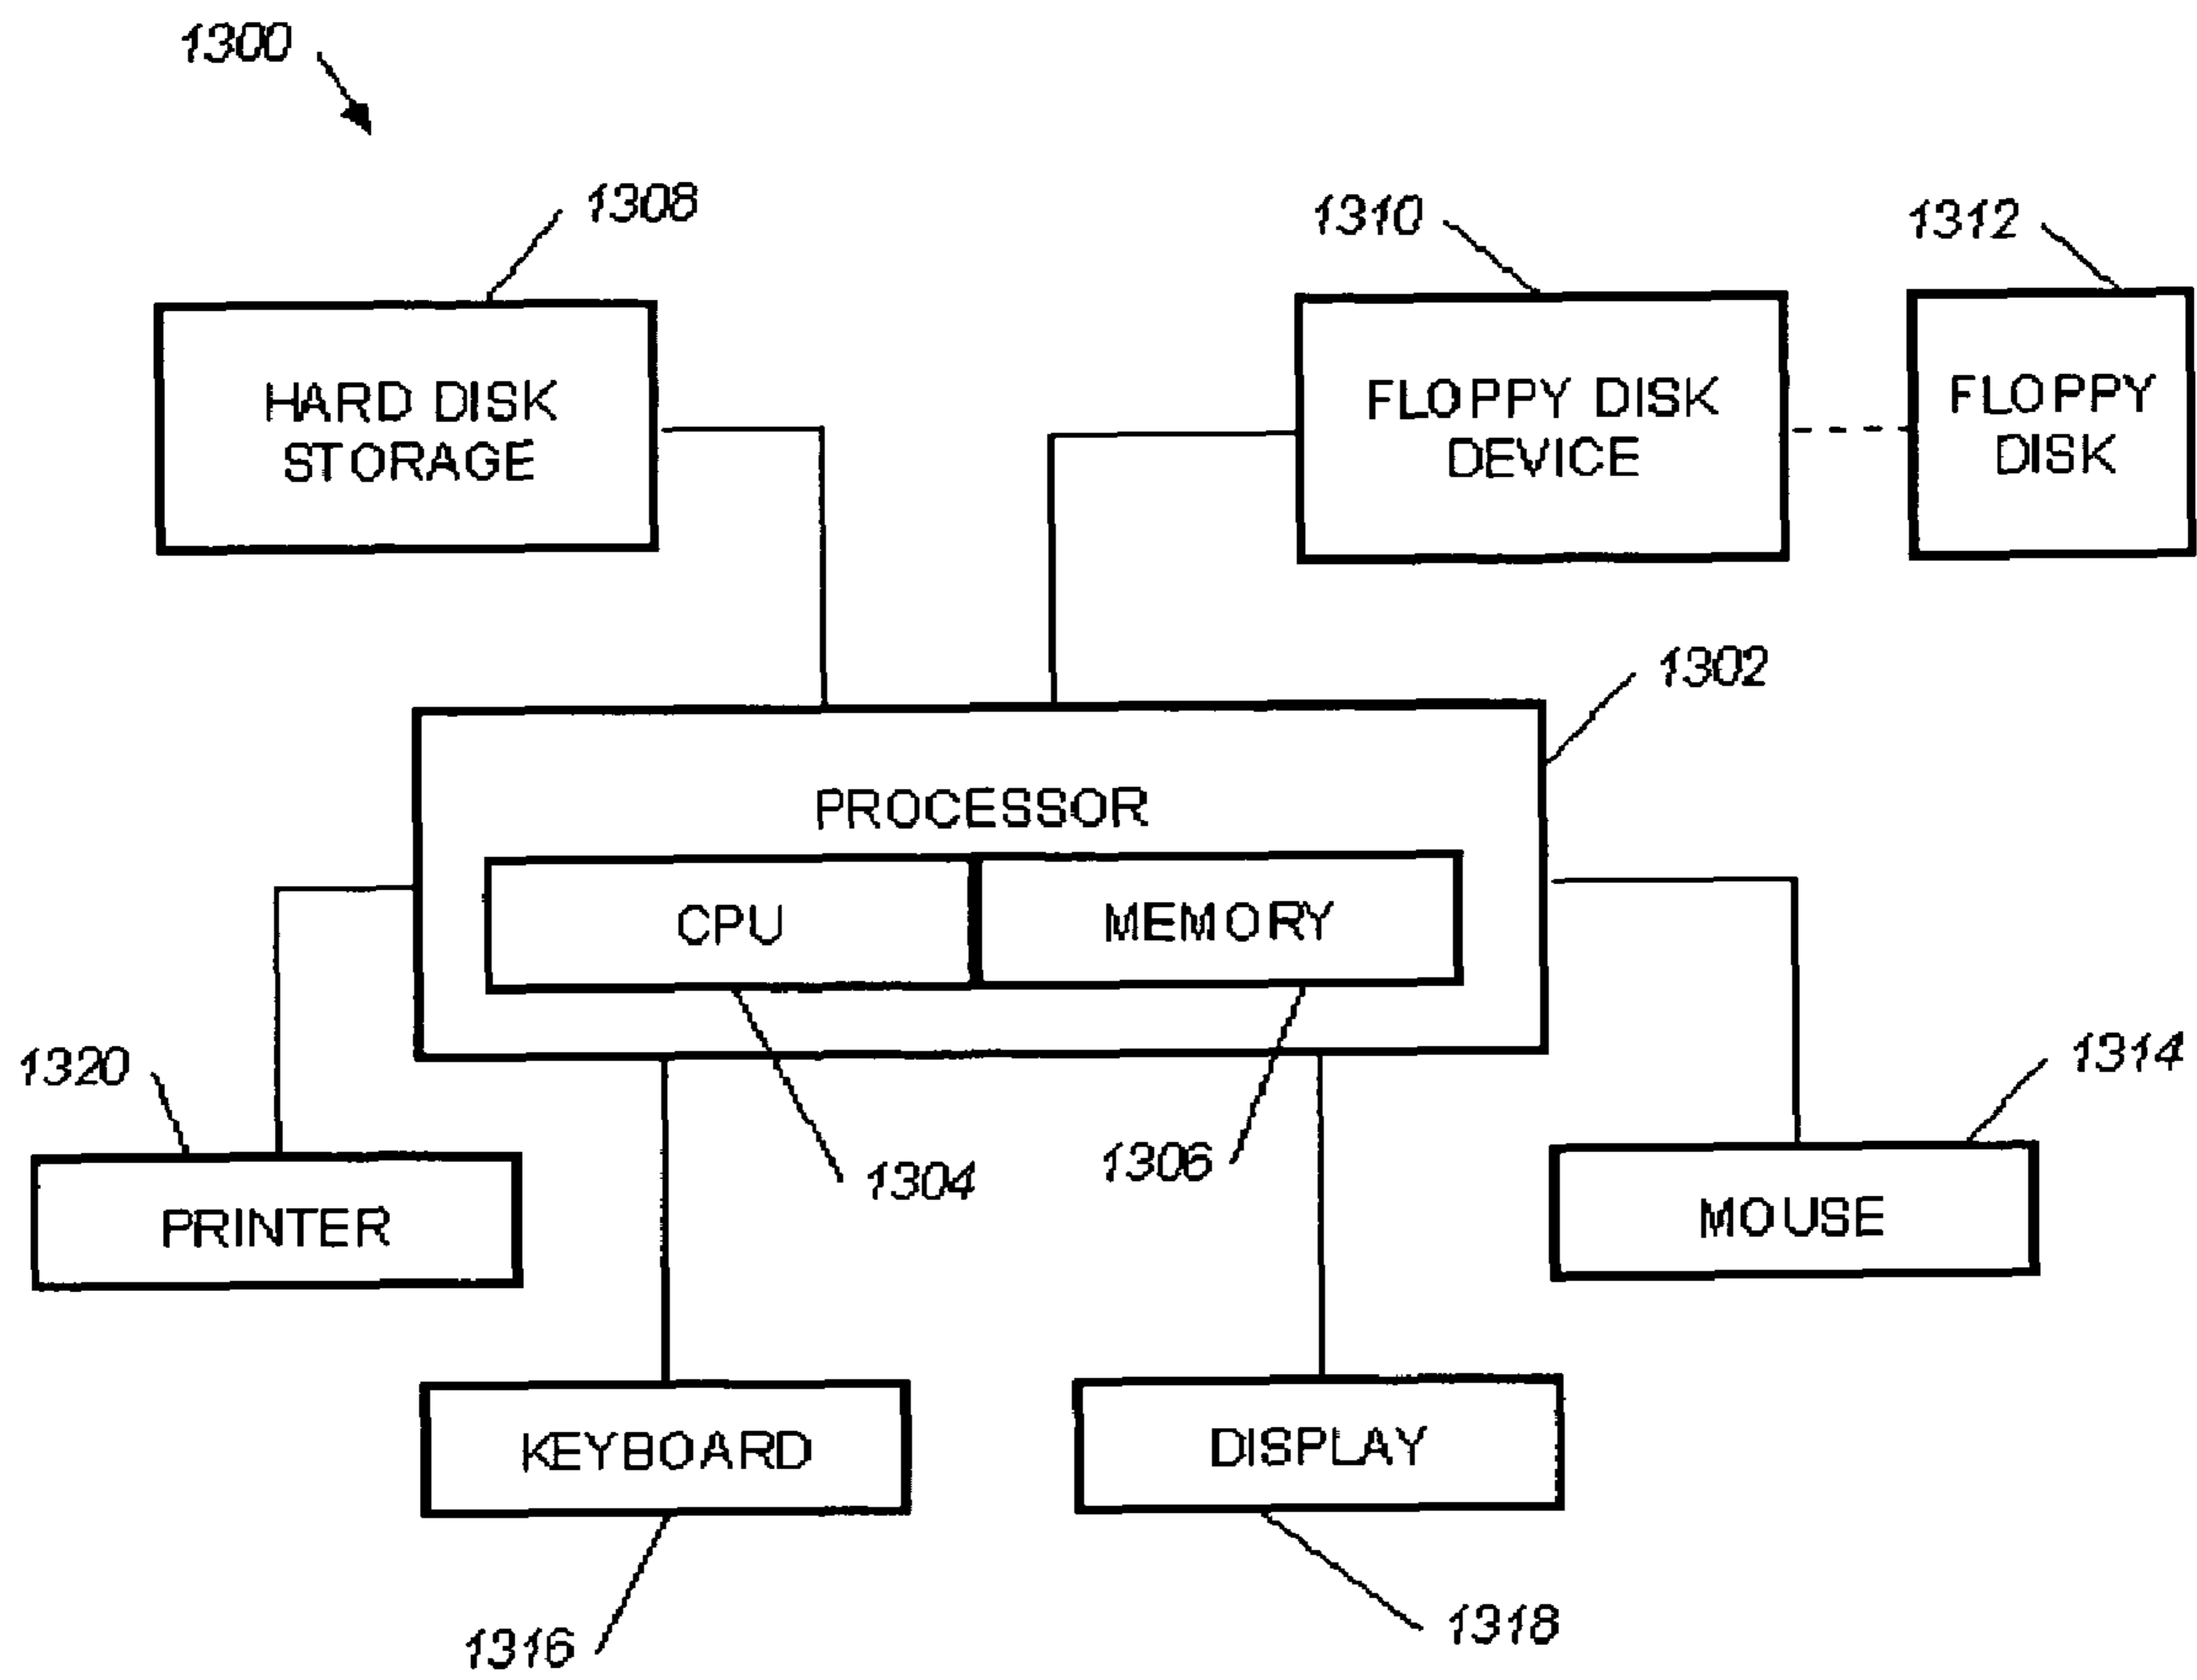 1300
1308
1310
1312
HARD DISK
STORAGE
FLOPPY DISK
DEVICE
FLOPPY
DISK
1302
PROCESSOR
CPU
MEMORY
1320
1314
1304
1306
PRINTER
MOUSE
KEYBOARD
DISPLAY
1316
1318